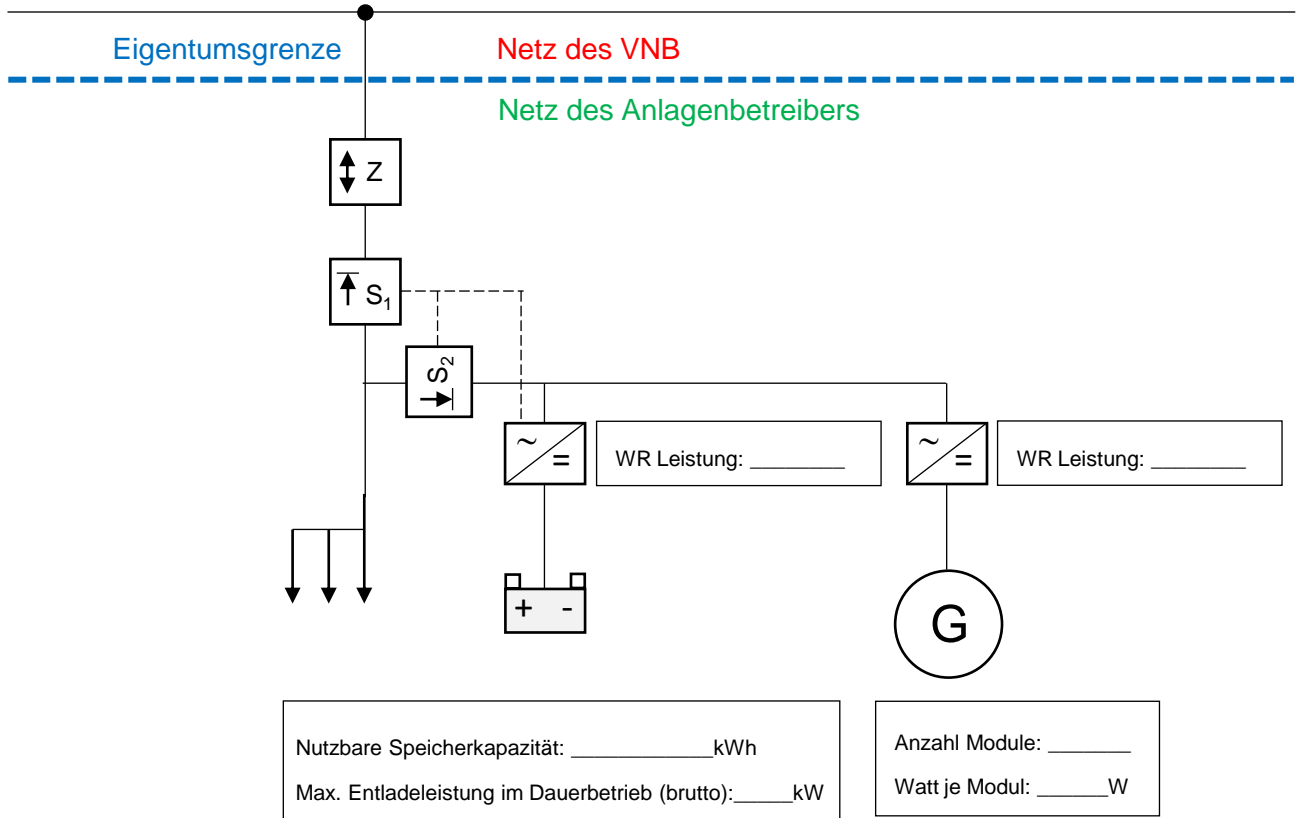 Eigentumsgrenze
Netz des VNB
Netz des Anlagenbetreibers
Z
S₁
S₂
~
=
WR Leistung: ________
~
=
WR Leistung: ________
+ -
G
Nutzbare Speicherkapazität: ____________kWh
Max. Entladeleistung im Dauerbetrieb (brutto):_____kW
Anzahl Module: _______
Watt je Modul: ______W